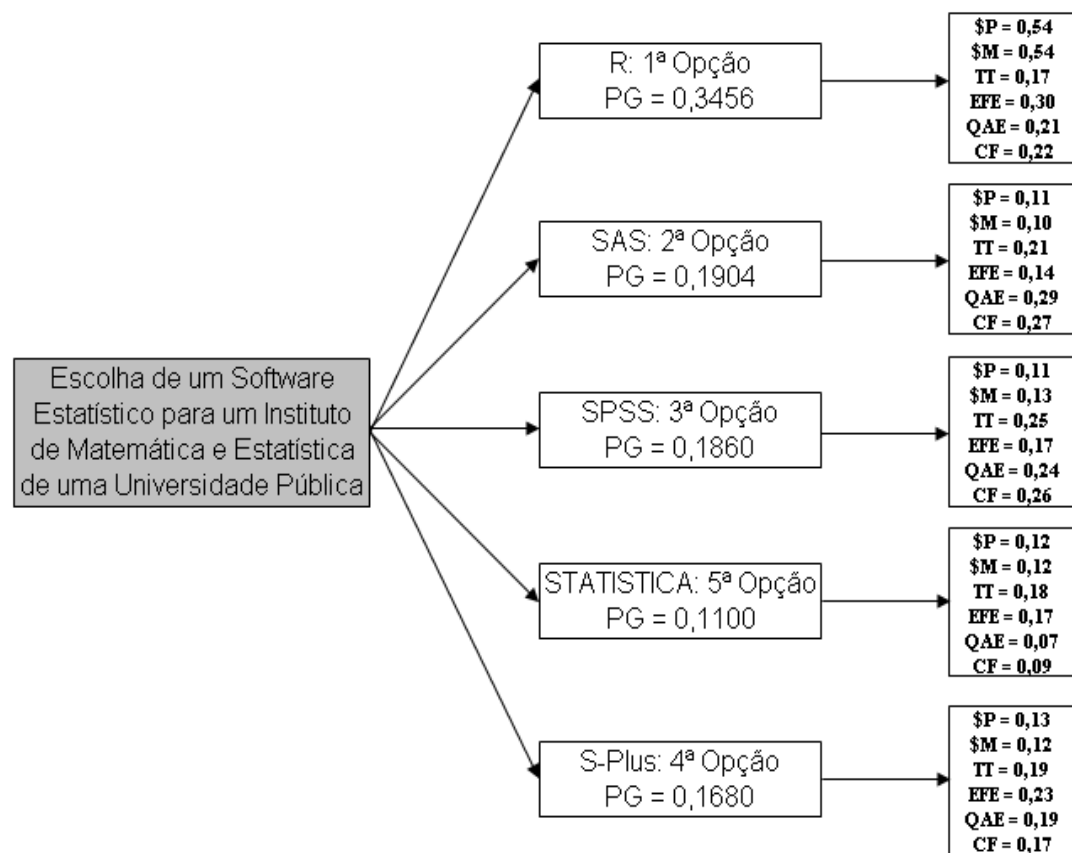 Escolha de um Software
Estatístico para um Instituto
de Matemática e Estatística
de uma Universidade Pública
R: 1ª Opção
PG = 0,3456
$P = 0,54
$M = 0,54
TT = 0,17
EFE = 0,30
QAE = 0,21
CF = 0,22
SAS: 2ª Opção
PG = 0,1904
$P = 0,11
$M = 0,10
TT = 0,21
EFE = 0,14
QAE = 0,29
CF = 0,27
SPSS: 3ª Opção
PG = 0,1860
$P = 0,11
$M = 0,13
TT = 0,25
EFE = 0,17
QAE = 0,24
CF = 0,26
STATISTICA: 5ª Opção
PG = 0,1100
$P = 0,12
$M = 0,12
TT = 0,18
EFE = 0,17
QAE = 0,07
CF = 0,09
S-Plus: 4ª Opção
PG = 0,1680
$P = 0,13
$M = 0,12
TT = 0,19
EFE = 0,23
QAE = 0,19
CF = 0,17